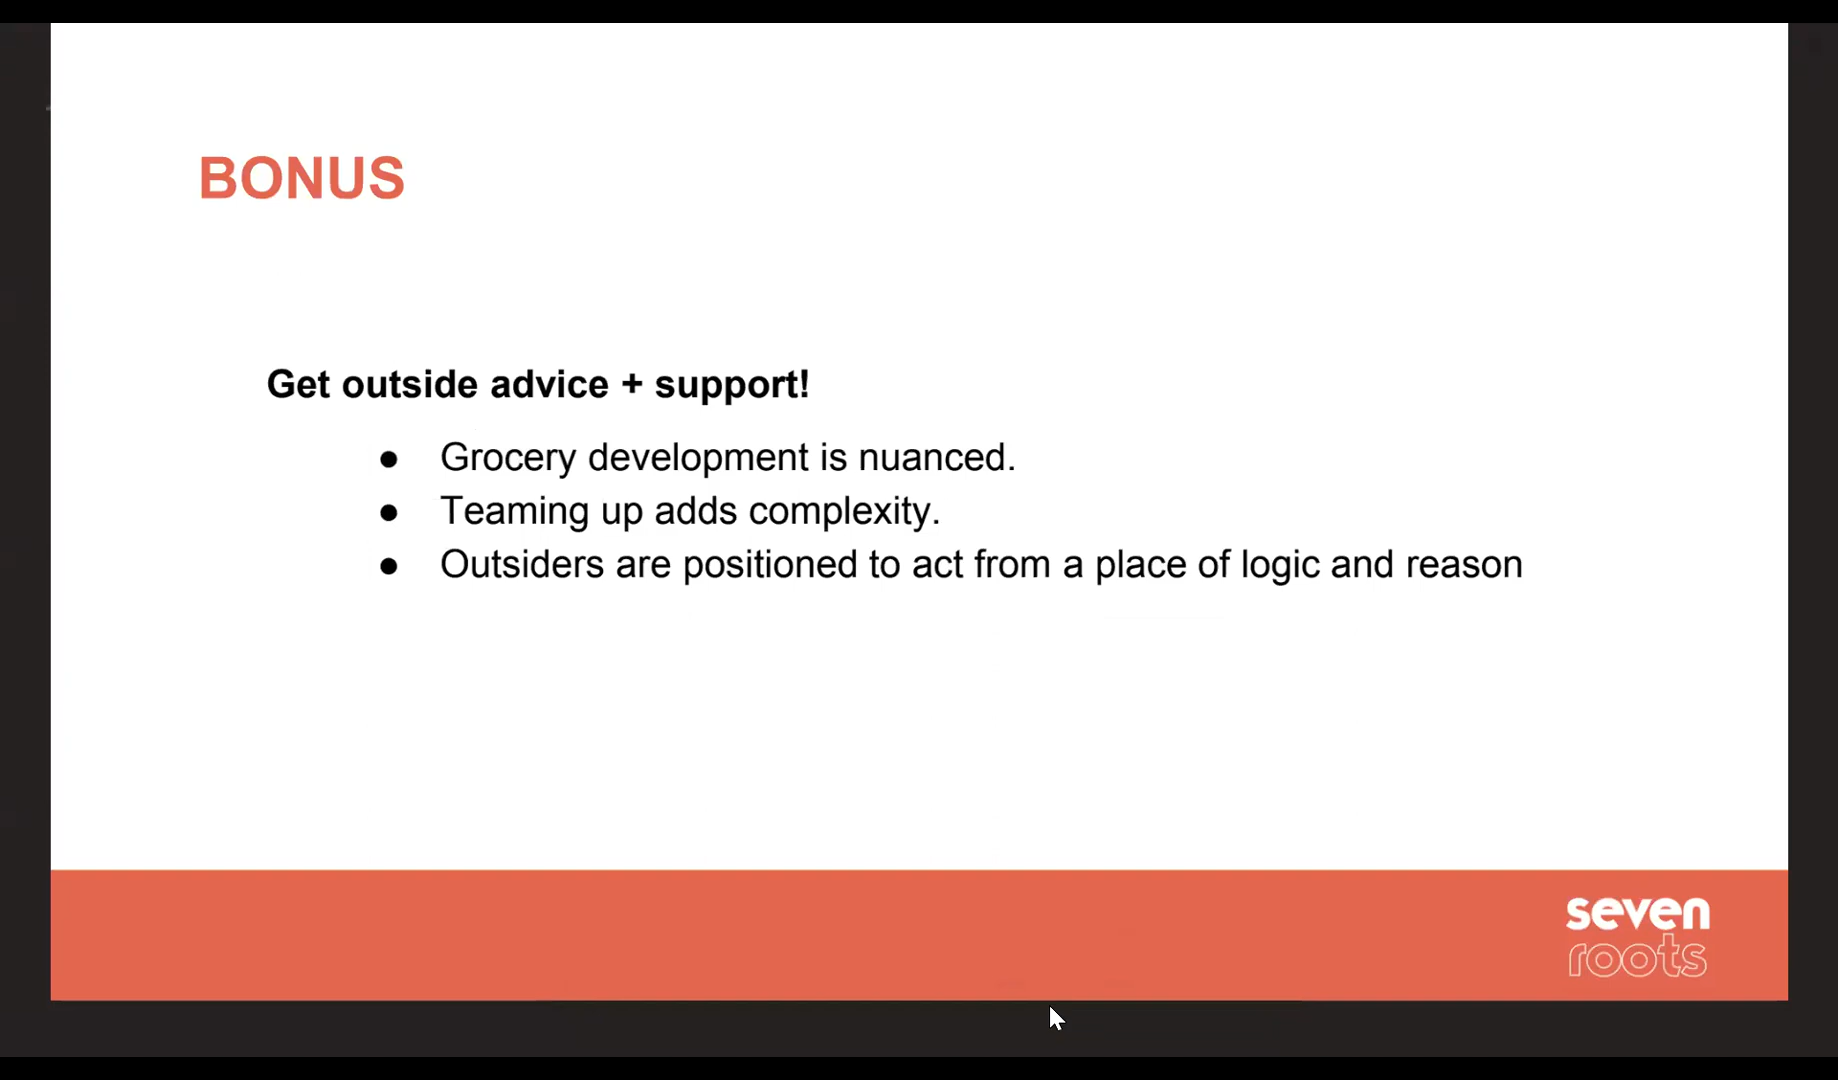 BONUS
Get outside advice + support!
● Grocery development is nuanced.
● Teaming up adds complexity.
● Outsiders are positioned to act from a place of logic and reason
seven
roots